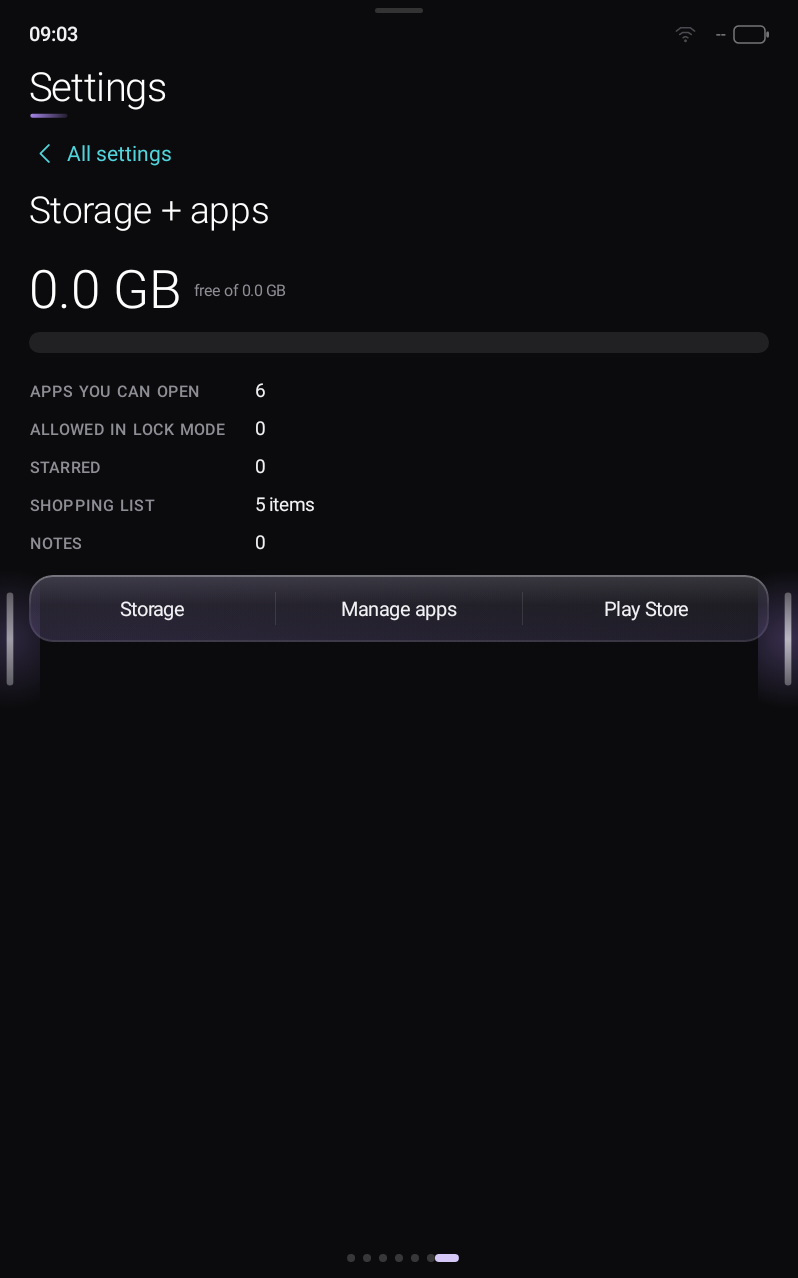 09:03 --
Settings
All settings
Storage + apps
0.0 GB free of 0.0 GB
APPS YOU CAN OPEN 6
ALLOWED IN LOCK MODE 0
STARRED 0
SHOPPING LIST 5 items
NOTES 0
Storage Manage apps Play Store